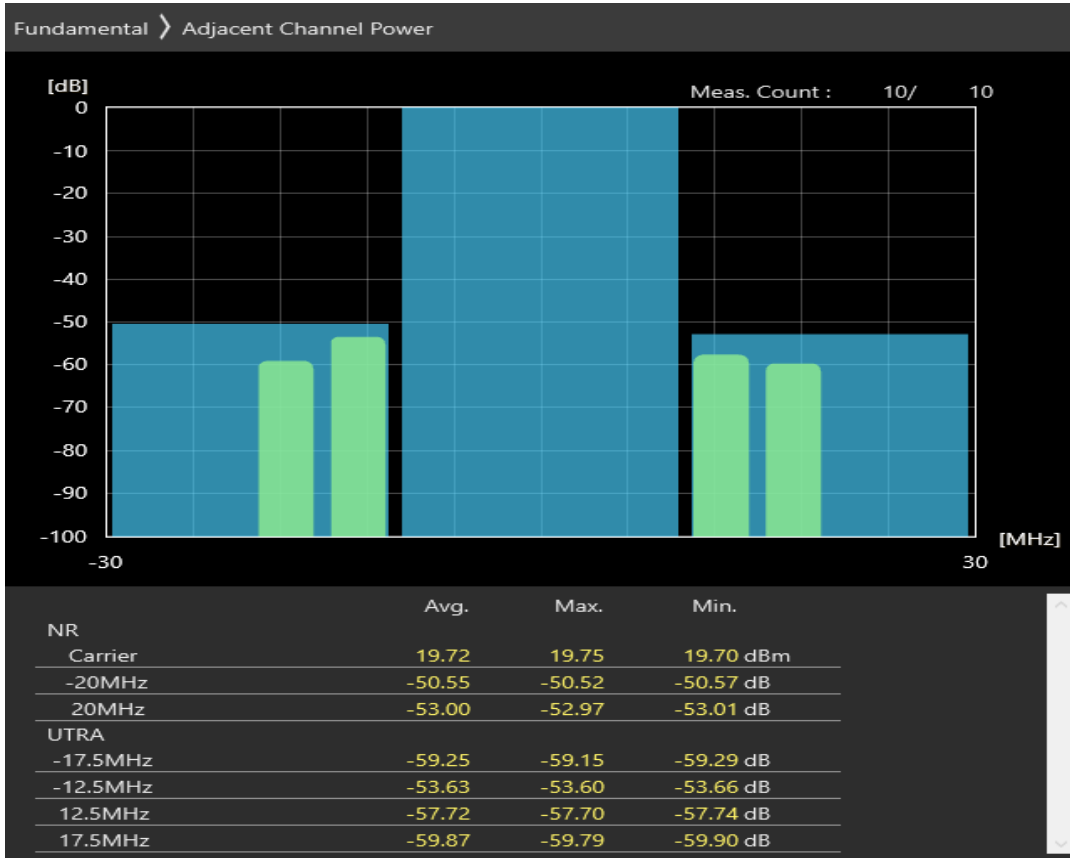 Fundamental 〉 Adjacent Channel Power
[dB]
Meas. Count : 10/ 10
0
-10
-20
-30
-40
-50
-60
-70
-80
-90
-100
[MHz]
-30 30
Avg. Max. Min.
NR
Carrier 19.72 19.75 19.70 dBm
-20MHz -50.55 -50.52 -50.57 dB
20MHz -53.00 -52.97 -53.01 dB
UTRA
-17.5MHz -59.25 -59.15 -59.29 dB
-12.5MHz -53.63 -53.60 -53.66 dB
12.5MHz -57.72 -57.70 -57.74 dB
17.5MHz -59.87 -59.79 -59.90 dB